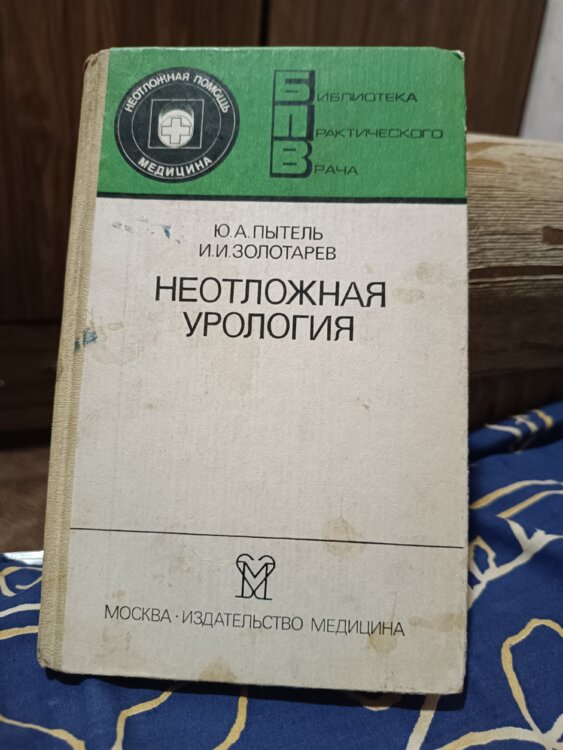 НЕОТЛОЖНАЯ ПОМОЩЬ
МЕДИЦИНА
БИБЛИОТЕКА
ПРАКТИЧЕСКОГО
ВРАЧА
Ю.А.ПЫТЕЛЬ
И.И.ЗОЛОТАРЕВ
НЕОТЛОЖНАЯ
УРОЛОГИЯ
МОСКВА · ИЗДАТЕЛЬСТВО МЕДИЦИНА